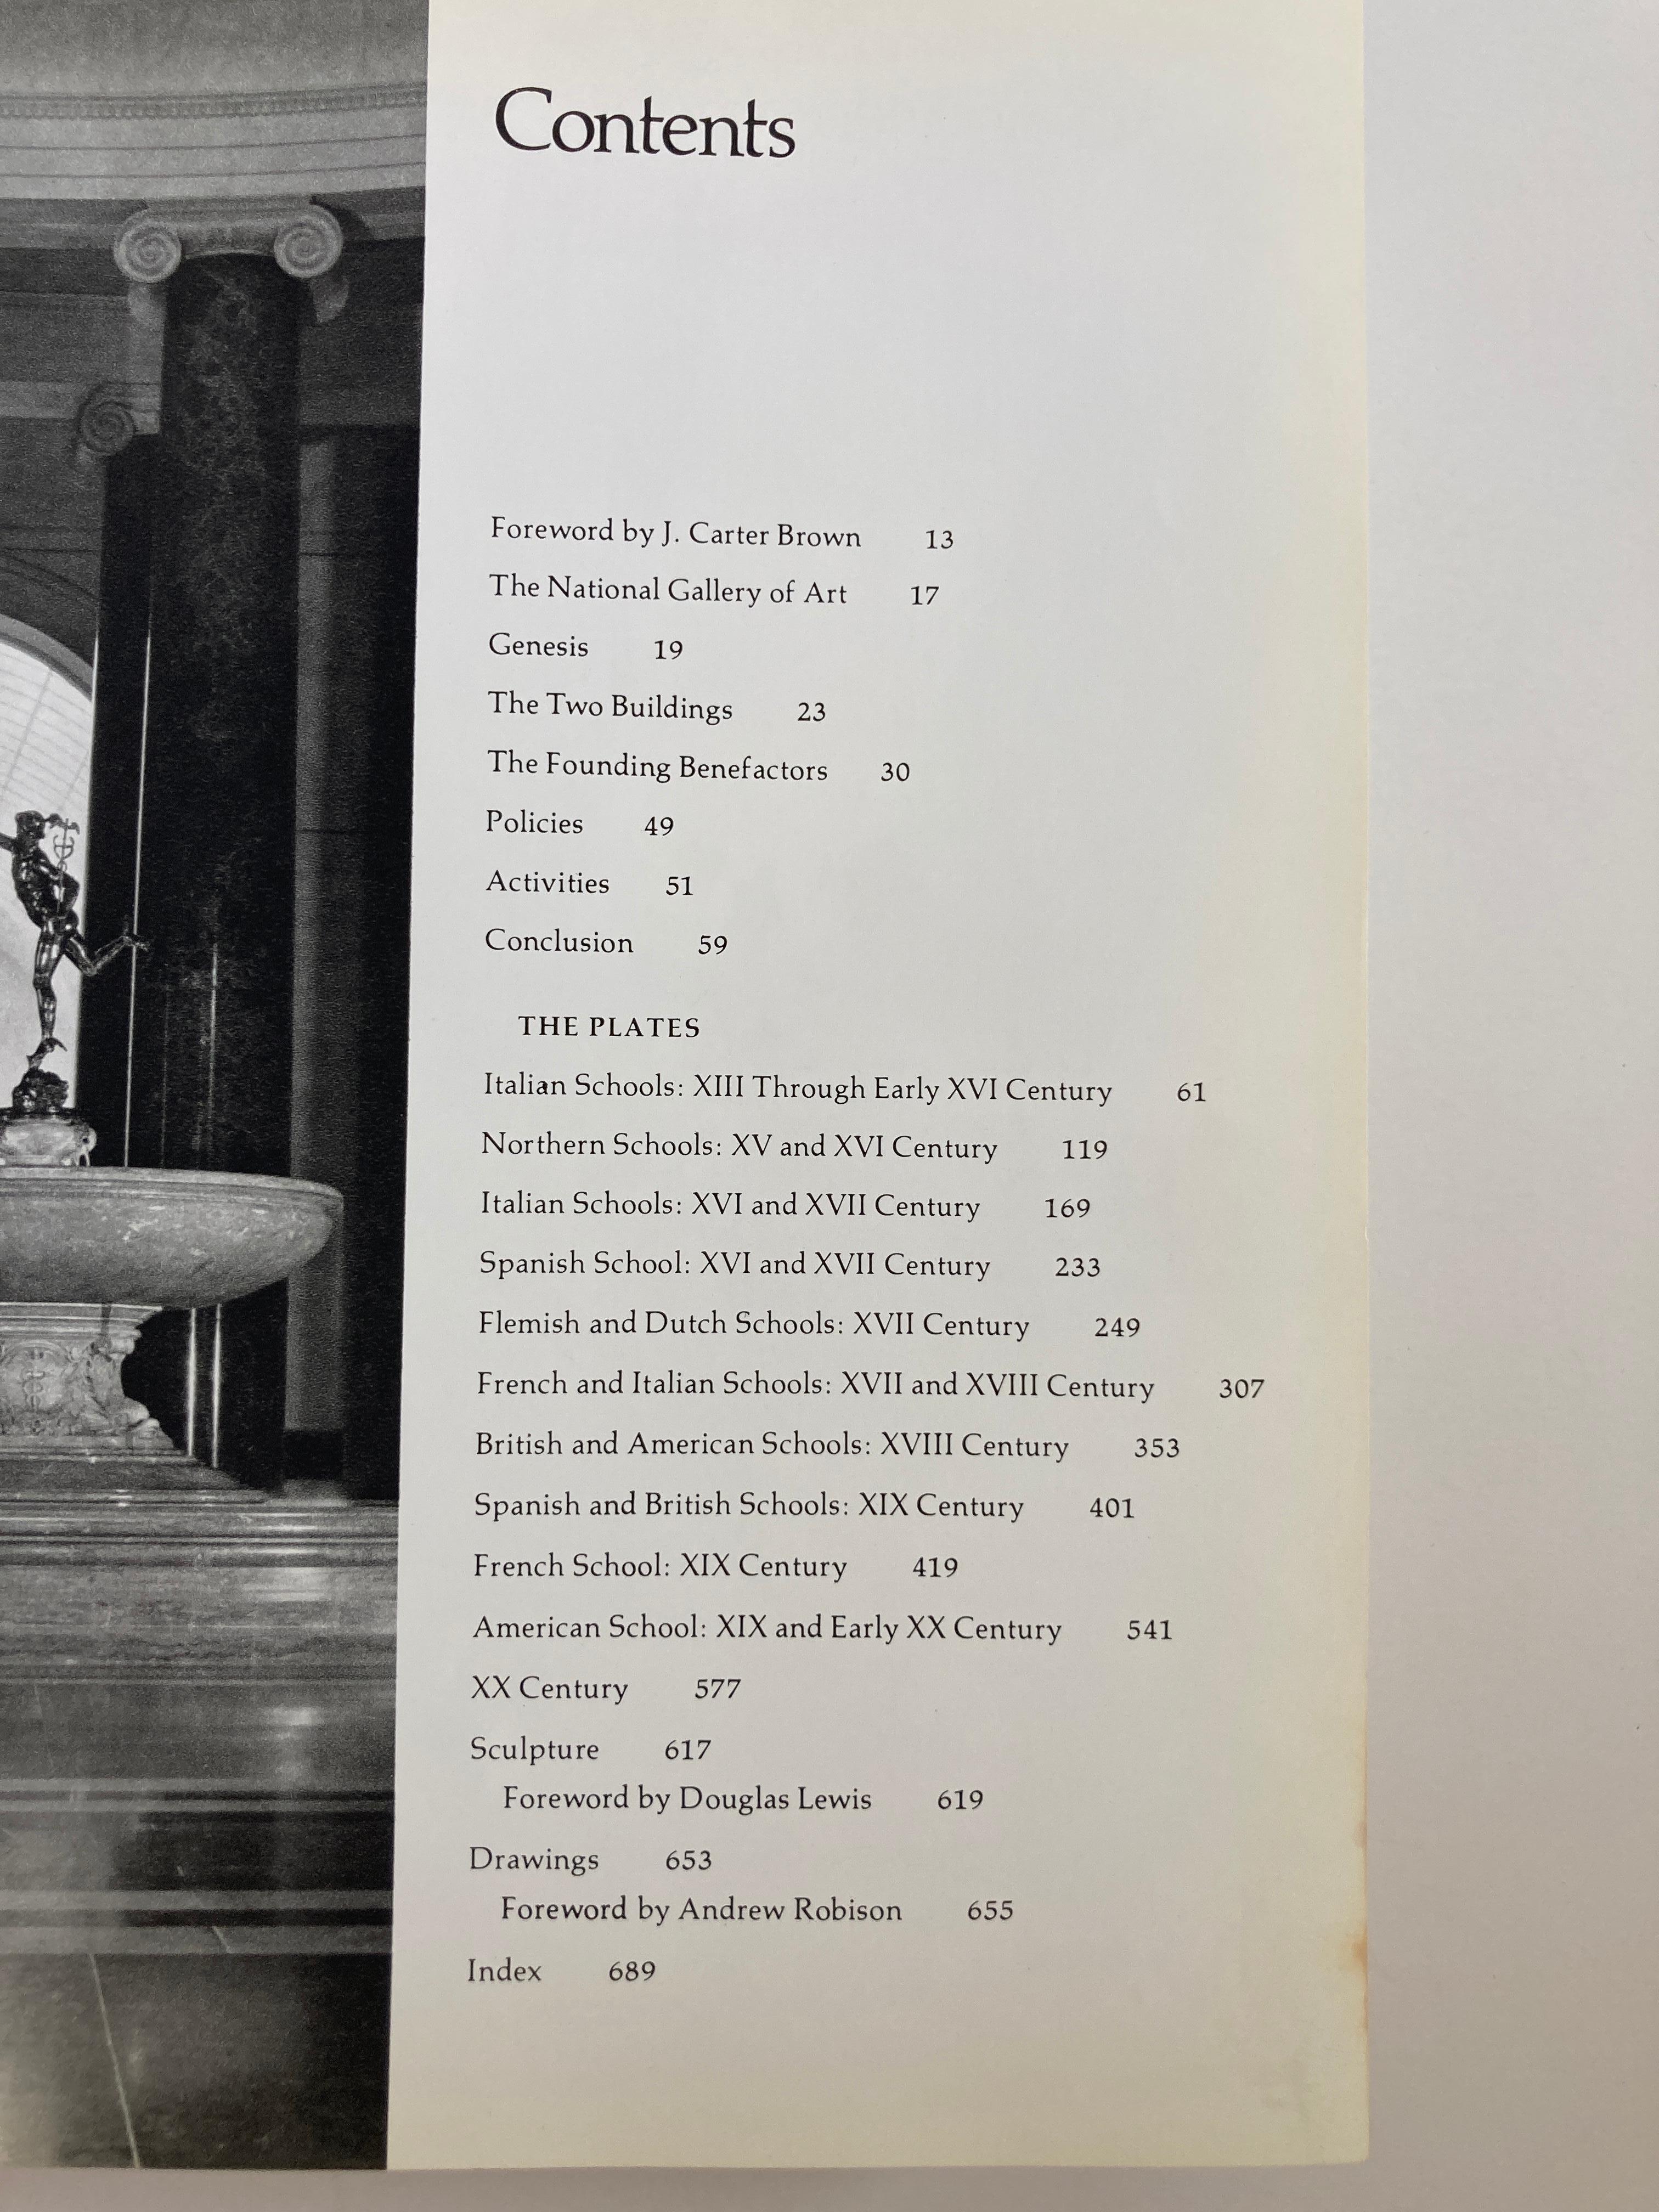 Contents
Foreword by J. Carter Brown 13
The National Gallery of Art 17
Genesis 19
The Two Buildings 23
The Founding Benefactors 30
Policies 49
Activities 51
Conclusion 59
THE PLATES
Italian Schools: XIII Through Early XVI Century 61
Northern Schools: XV and XVI Century 119
Italian Schools: XVI and XVII Century 169
Spanish School: XVI and XVII Century 233
Flemish and Dutch Schools: XVII Century 249
French and Italian Schools: XVII and XVIII Century 307
British and American Schools: XVIII Century 353
Spanish and British Schools: XIX Century 401
French School: XIX Century 419
American School: XIX and Early XX Century 541
XX Century 577
Sculpture 617
Foreword by Douglas Lewis 619
Drawings 653
Foreword by Andrew Robison 655
Index 689